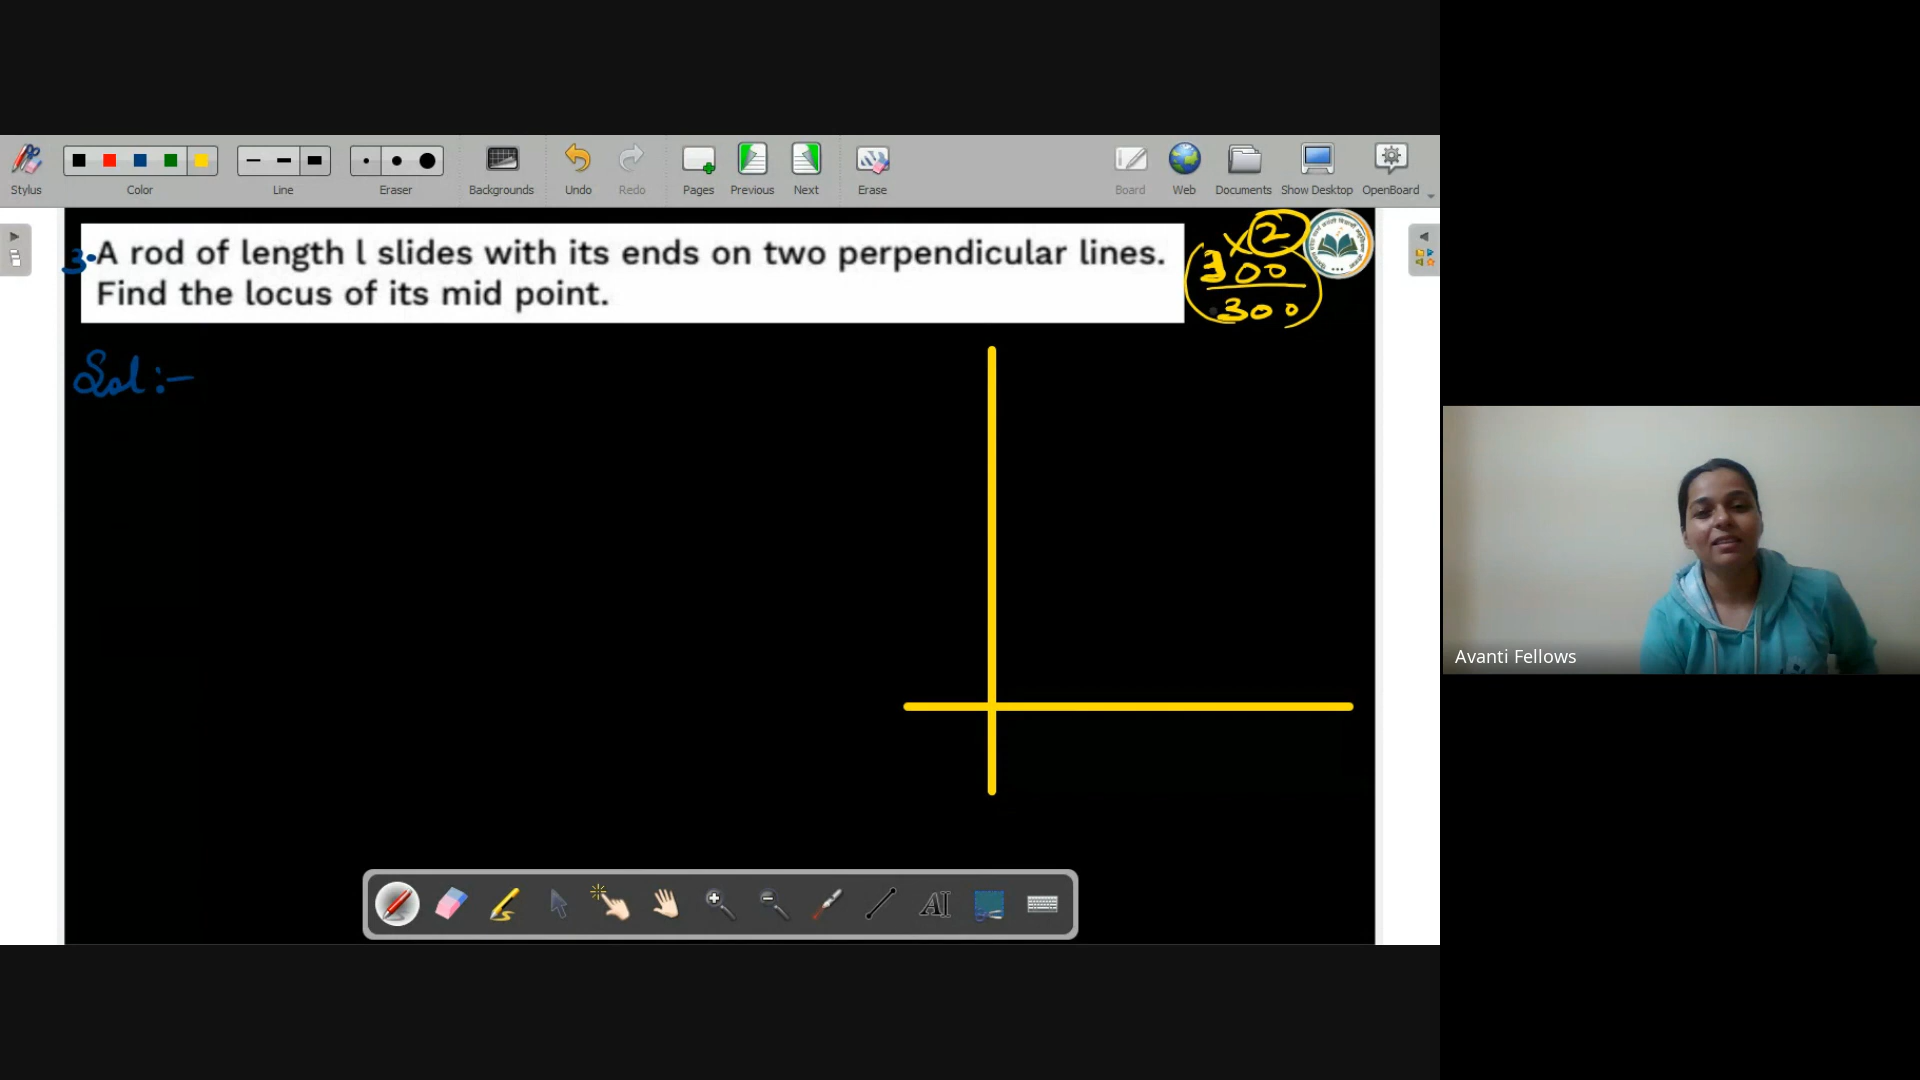 Stylus
Color
Line
Eraser
Backgrounds
Undo
Redo
Pages
Previous
Next
Erase
Board
Web
Documents
Show Desktop
OpenBoard
3. A rod of length l slides with its ends on two perpendicular lines.
Find the locus of its mid point.
×2
300
300
Sol :-
AI
Avanti Fellows